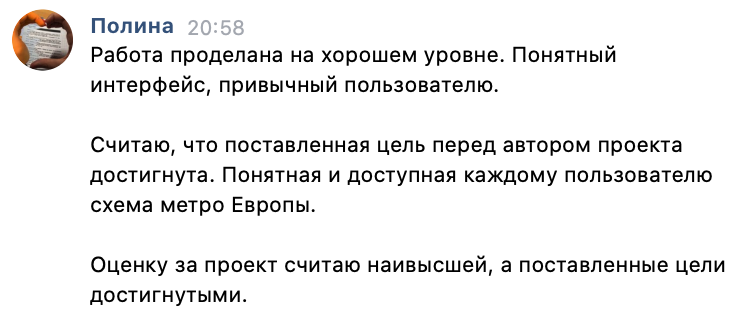 Полина 20:58
Работа проделана на хорошем уровне. Понятный
интерфейс, привычный пользователю.
Считаю, что поставленная цель перед автором проекта
достигнута. Понятная и доступная каждому пользователю
схема метро Европы.
Оценку за проект считаю наивысшей, а поставленные цели
достигнутыми.